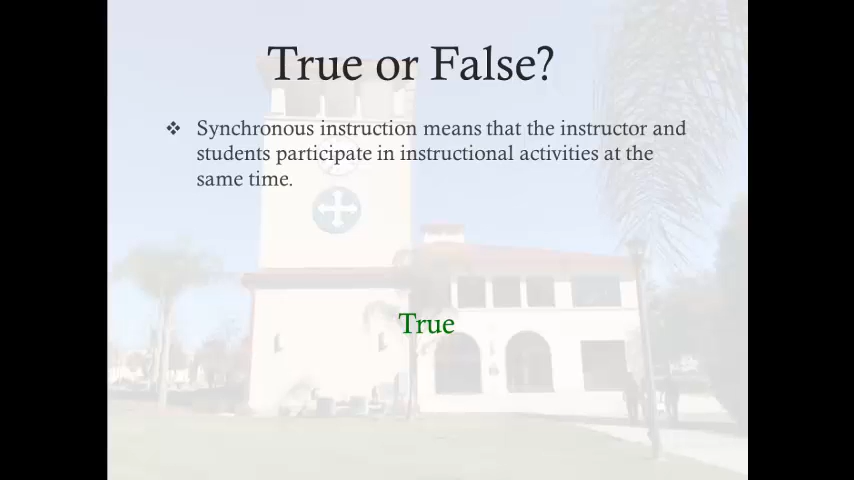 True or False?
❖ Synchronous instruction means that the instructor and
students participate in instructional activities at the
same time.
True